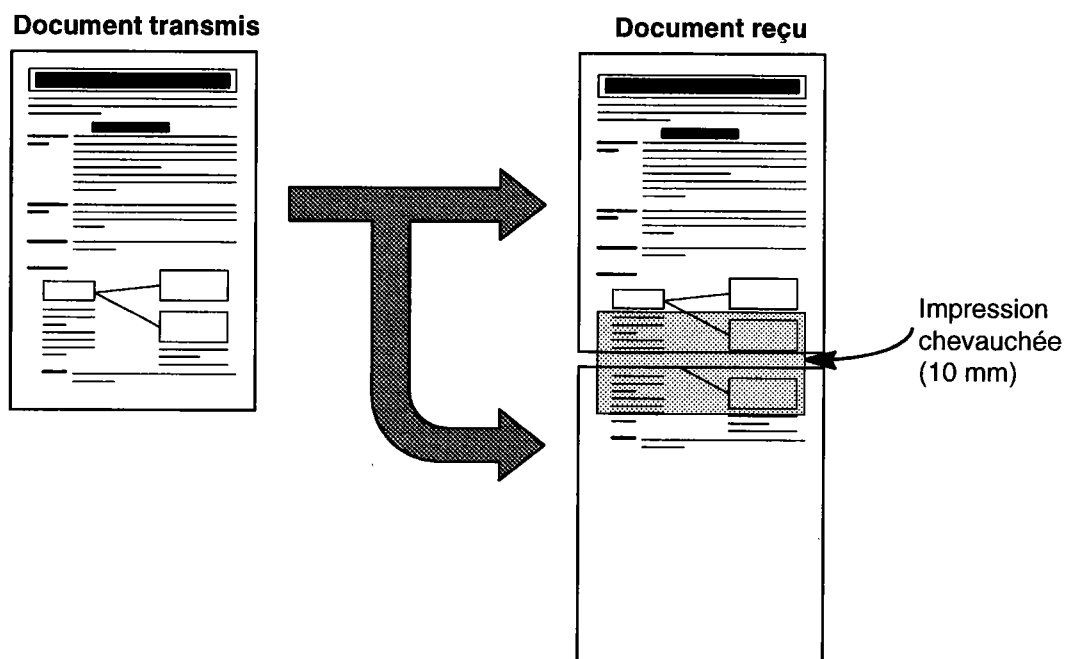 Document transmis
Document reçu
Impression
chevauchée
(10 mm)